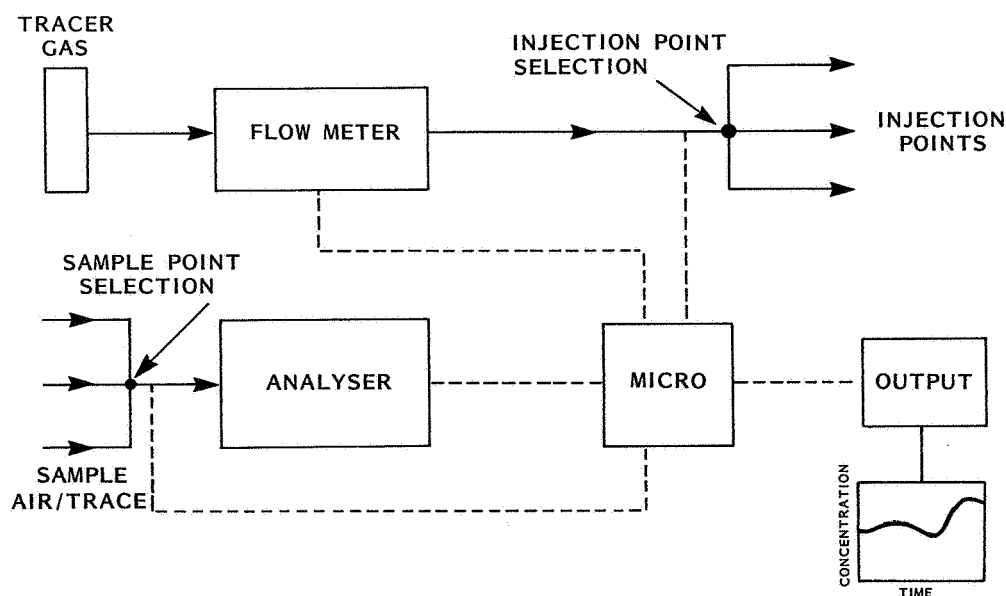 TRACER
GAS
FLOW METER
INJECTION POINT
SELECTION
INJECTION
POINTS
SAMPLE POINT
SELECTION
ANALYSER
MICRO
OUTPUT
SAMPLE
AIR/TRACE
CONCENTRATION
TIME